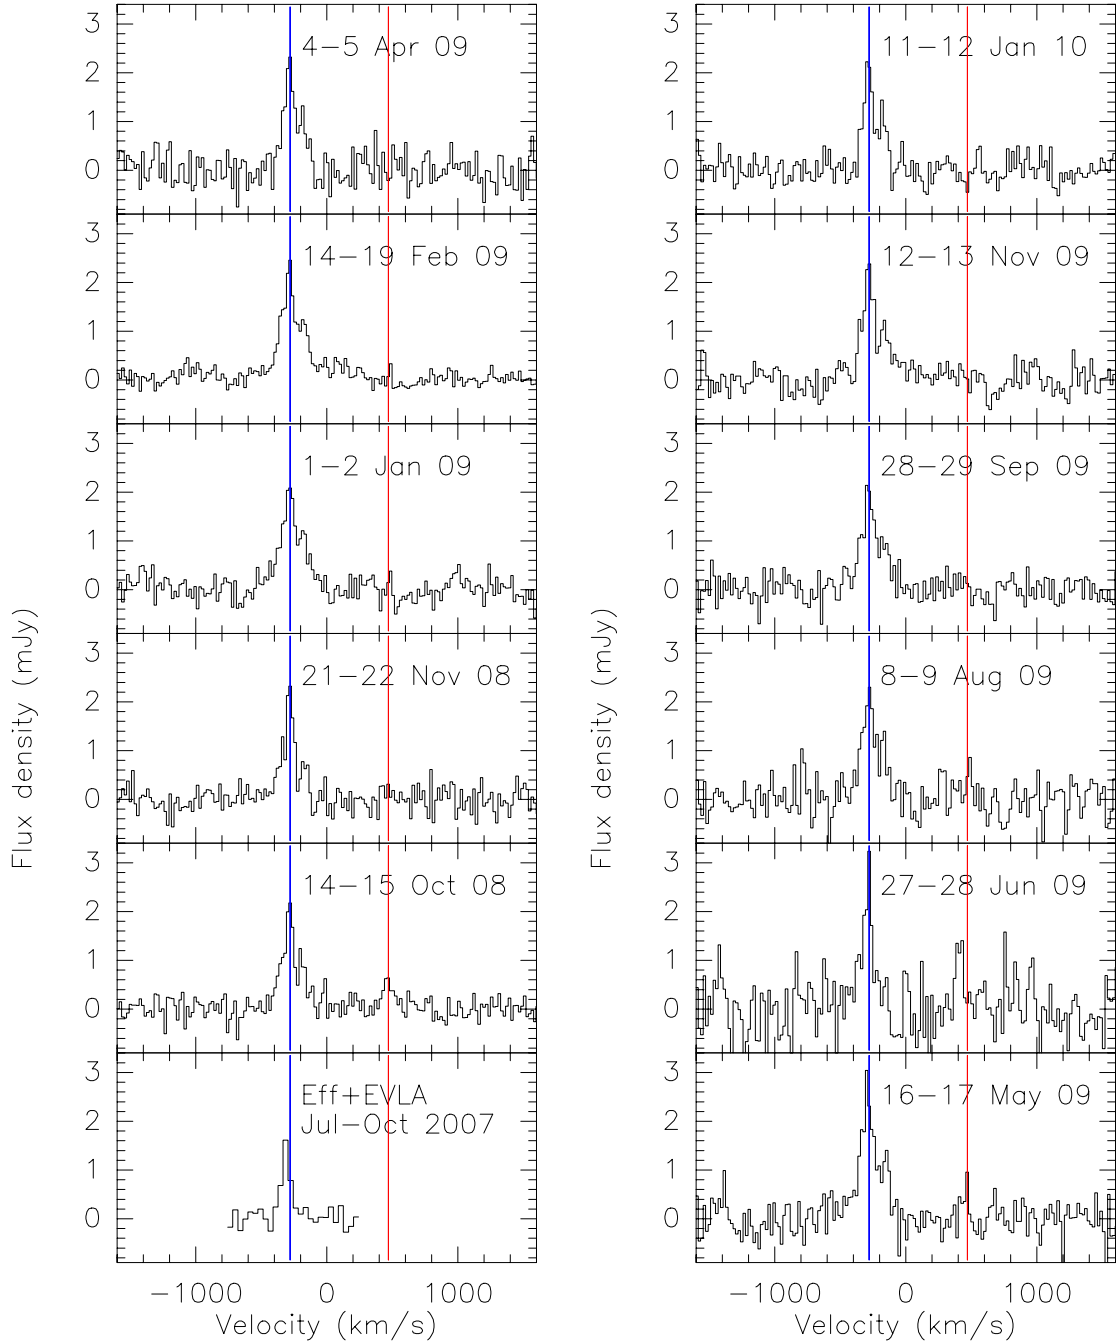 3
2
1
0
4-5 Apr 09
3
2
1
0
14-19 Feb 09
3
2
1
0
1-2 Jan 09
3
2
1
0
21-22 Nov 08
3
2
1
0
14-15 Oct 08
3
2
1
0
Eff+EVLA
Jul-Oct 2007
Flux density (mJy)
-1000 0 1000
Velocity (km/s)
3
2
1
0
11-12 Jan 10
3
2
1
0
12-13 Nov 09
3
2
1
0
28-29 Sep 09
3
2
1
0
8-9 Aug 09
3
2
1
0
27-28 Jun 09
3
2
1
0
16-17 May 09
Flux density (mJy)
-1000 0 1000
Velocity (km/s)